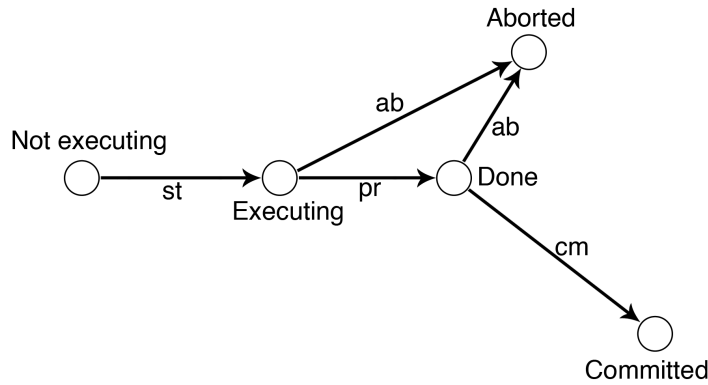 Aborted
ab
Not executing
ab
Done
st
pr
Executing
cm
Committed